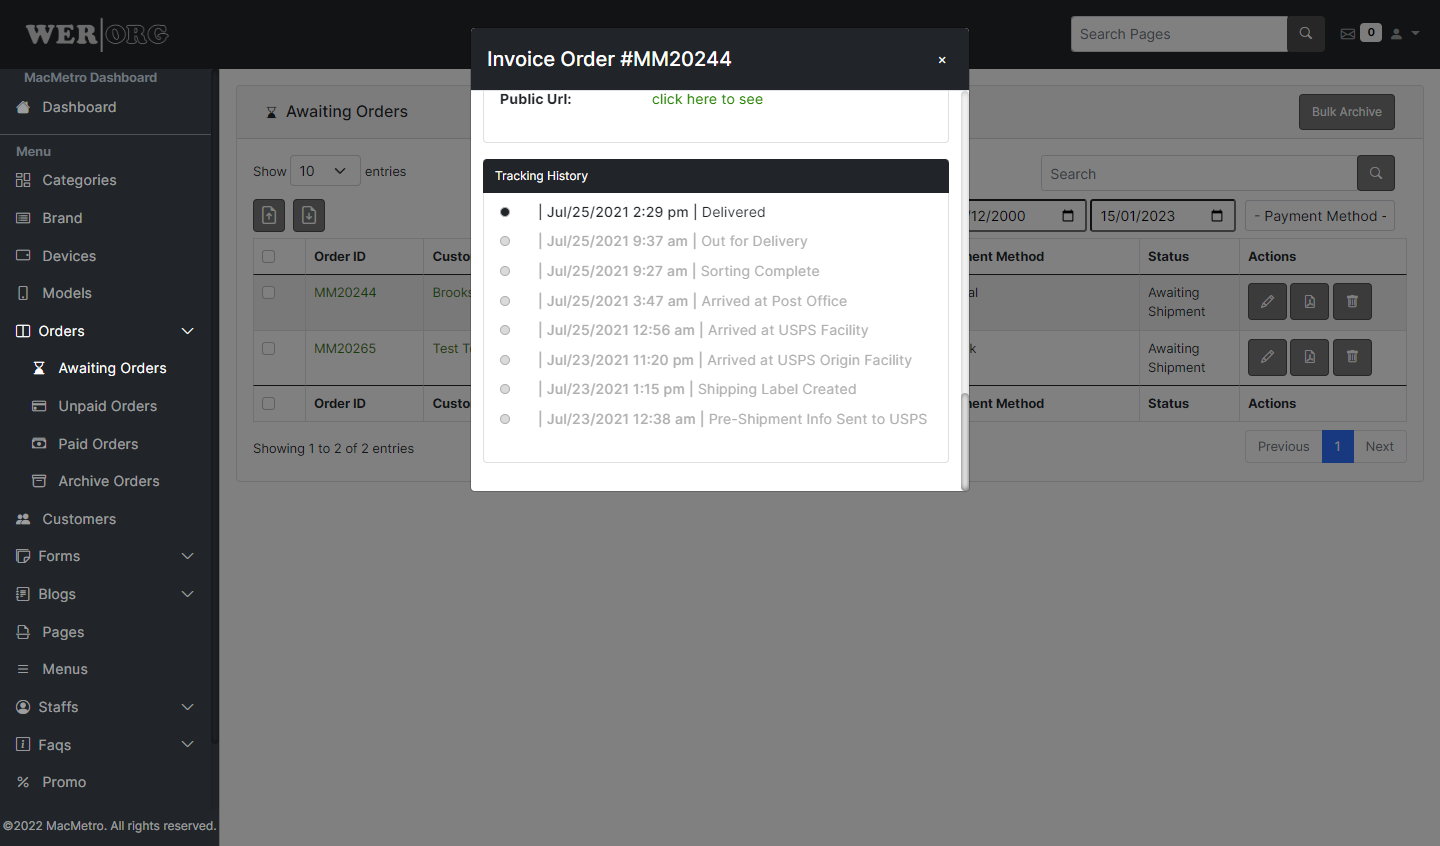 WER|ORG
Search Pages
0
MacMetro Dashboard
Dashboard
Menu
Categories
Brand
Devices
Models
Orders
Awaiting Orders
Unpaid Orders
Paid Orders
Archive Orders
Customers
Forms
Blogs
Pages
Menus
Staffs
Faqs
Promo
©2022 MacMetro. All rights reserved.
Awaiting Orders
Bulk Archive
Show 10 entries
Search
/12/2000
15/01/2023
- Payment Method -
Order ID Custo ment Method Status Actions
MM20244 Brooks al Awaiting Shipment
MM20265 Test T k Awaiting Shipment
Order ID Custo ment Method Status Actions
Showing 1 to 2 of 2 entries
Previous 1 Next
Invoice Order #MM20244
×
Public Url: click here to see
Tracking History
| Jul/25/2021 2:29 pm | Delivered
| Jul/25/2021 9:37 am | Out for Delivery
| Jul/25/2021 9:27 am | Sorting Complete
| Jul/25/2021 3:47 am | Arrived at Post Office
| Jul/25/2021 12:56 am | Arrived at USPS Facility
| Jul/23/2021 11:20 pm | Arrived at USPS Origin Facility
| Jul/23/2021 1:15 pm | Shipping Label Created
| Jul/23/2021 12:38 am | Pre-Shipment Info Sent to USPS